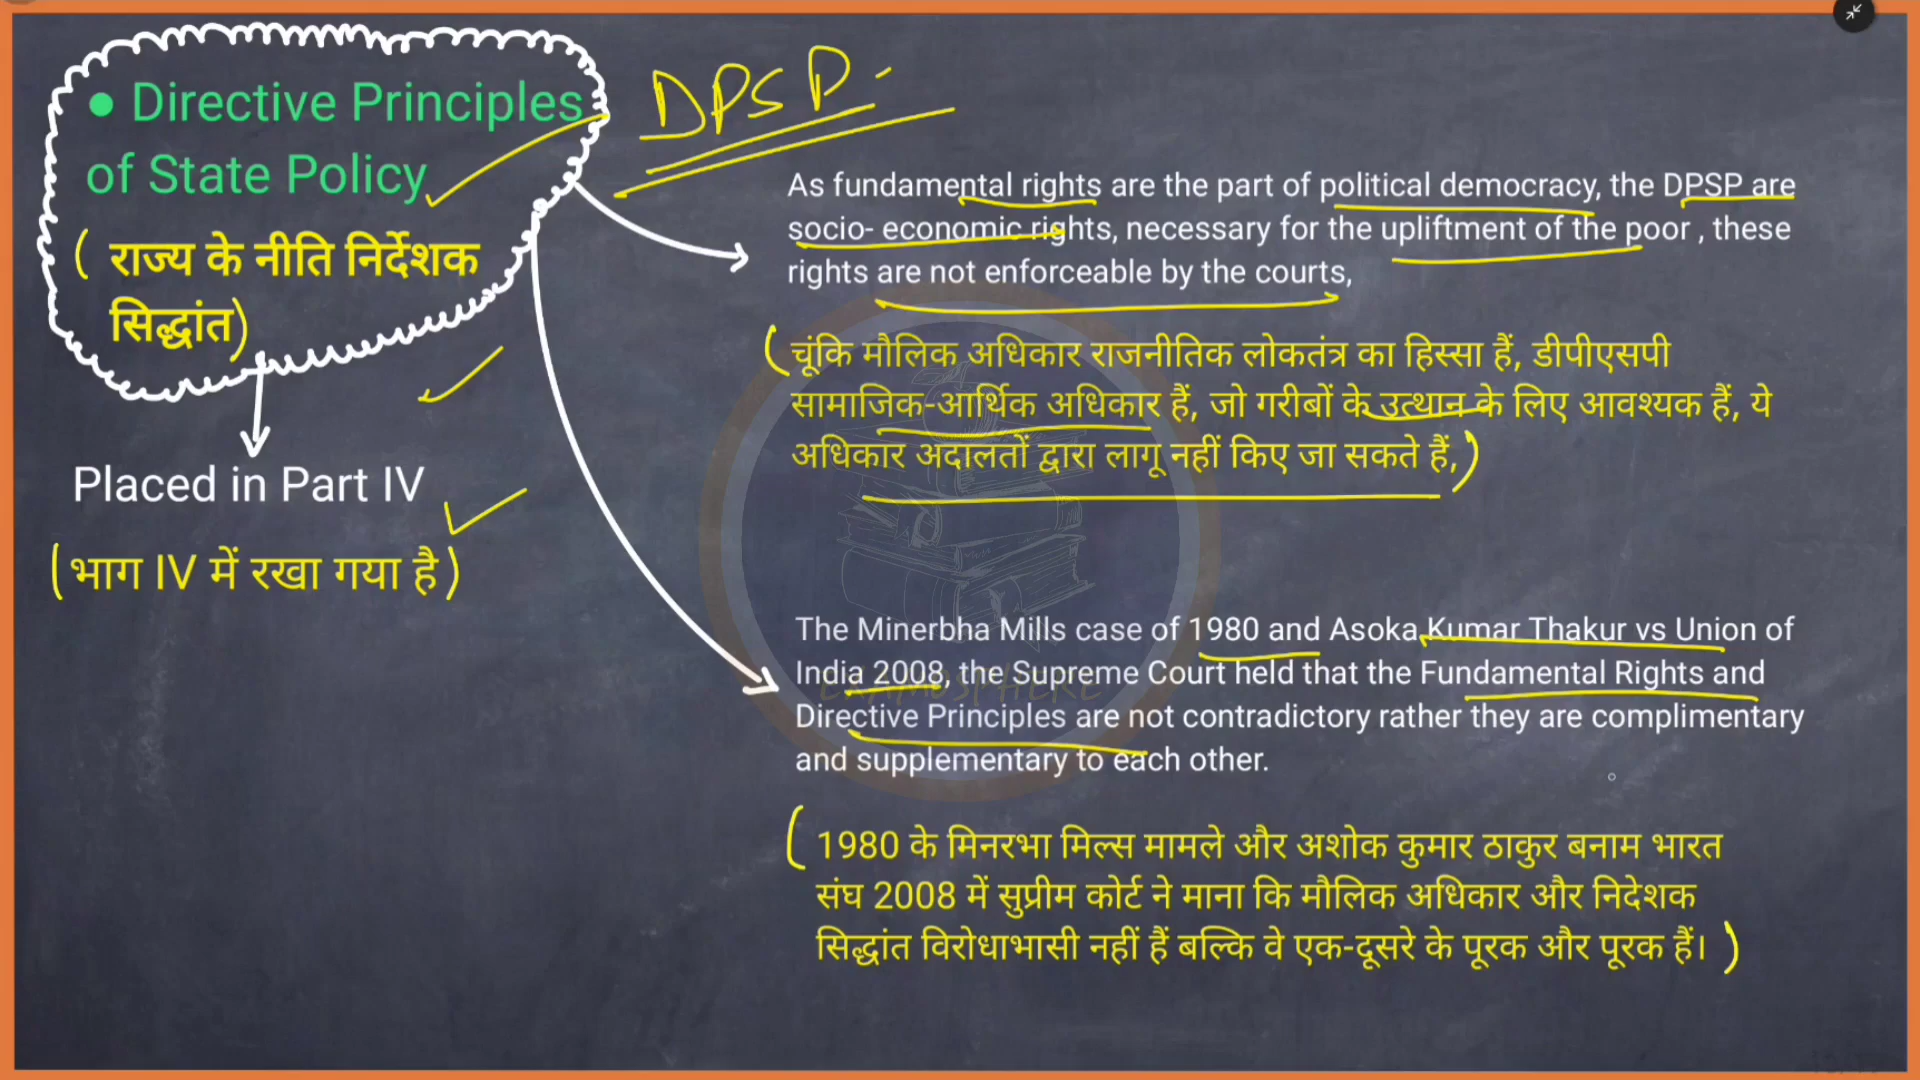 ● Directive Principles
of State Policy
( राज्य के नीति निर्देशक
सिद्धांत)
DPSP
Placed in Part IV
(भाग IV में रखा गया है)
As fundamental rights are the part of political democracy, the DPSP are
socio- economic rights, necessary for the upliftment of the poor , these
rights are not enforceable by the courts,
(चूंकि मौलिक अधिकार राजनीतिक लोकतंत्र का हिस्सा हैं, डीपीएसपी
सामाजिक-आर्थिक अधिकार हैं, जो गरीबों के उत्थान के लिए आवश्यक हैं, ये
अधिकार अदालतों द्वारा लागू नहीं किए जा सकते हैं,)
The Minerbha Mills case of 1980 and Asoka Kumar Thakur vs Union of
India 2008, the Supreme Court held that the Fundamental Rights and
Directive Principles are not contradictory rather they are complimentary
and supplementary to each other.
(1980 के मिनरभा मिल्स मामले और अशोक कुमार ठाकुर बनाम भारत
संघ 2008 में सुप्रीम कोर्ट ने माना कि मौलिक अधिकार और निदेशक
सिद्धांत विरोधाभासी नहीं हैं बल्कि वे एक-दूसरे के पूरक और पूरक हैं। )